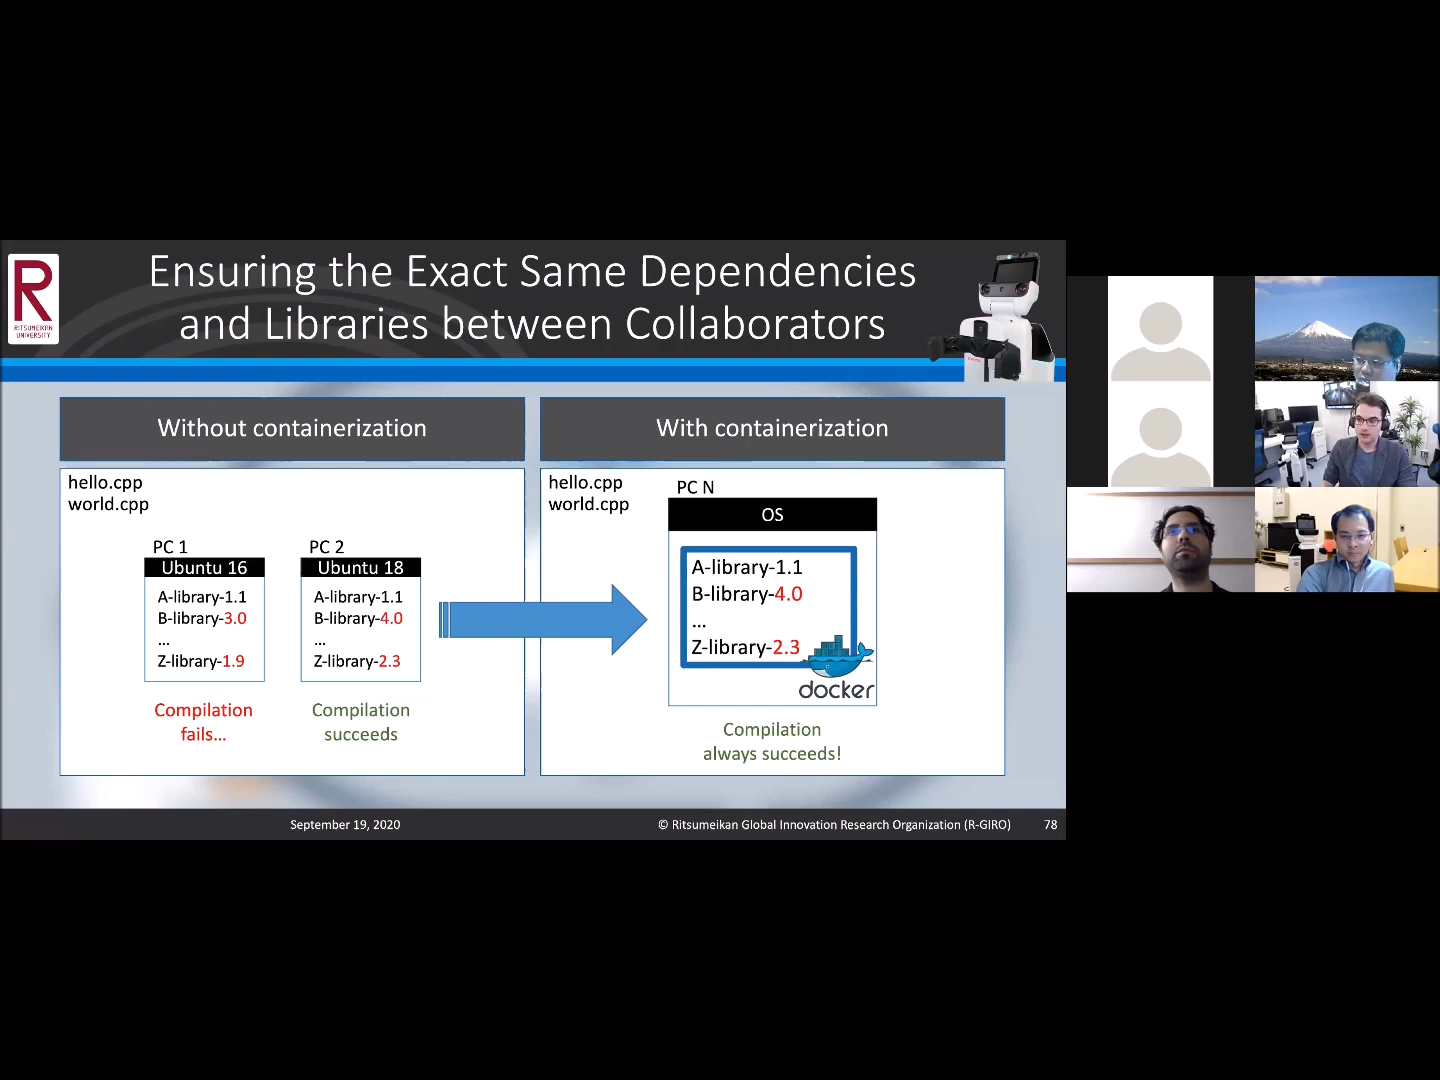 R
RITSUMEIKAN
UNIVERSITY
Ensuring the Exact Same Dependencies
and Libraries between Collaborators
Without containerization
hello.cpp
world.cpp
PC 1
Ubuntu 16
A-library-1.1
B-library-3.0
...
Z-library-1.9
Compilation
fails...
PC 2
Ubuntu 18
A-library-1.1
B-library-4.0
...
Z-library-2.3
Compilation
succeeds
With containerization
hello.cpp
world.cpp
PC N
OS
A-library-1.1
B-library-4.0
...
Z-library-2.3
docker
Compilation
always succeeds!
September 19, 2020
© Ritsumeikan Global Innovation Research Organization (R-GIRO)
78